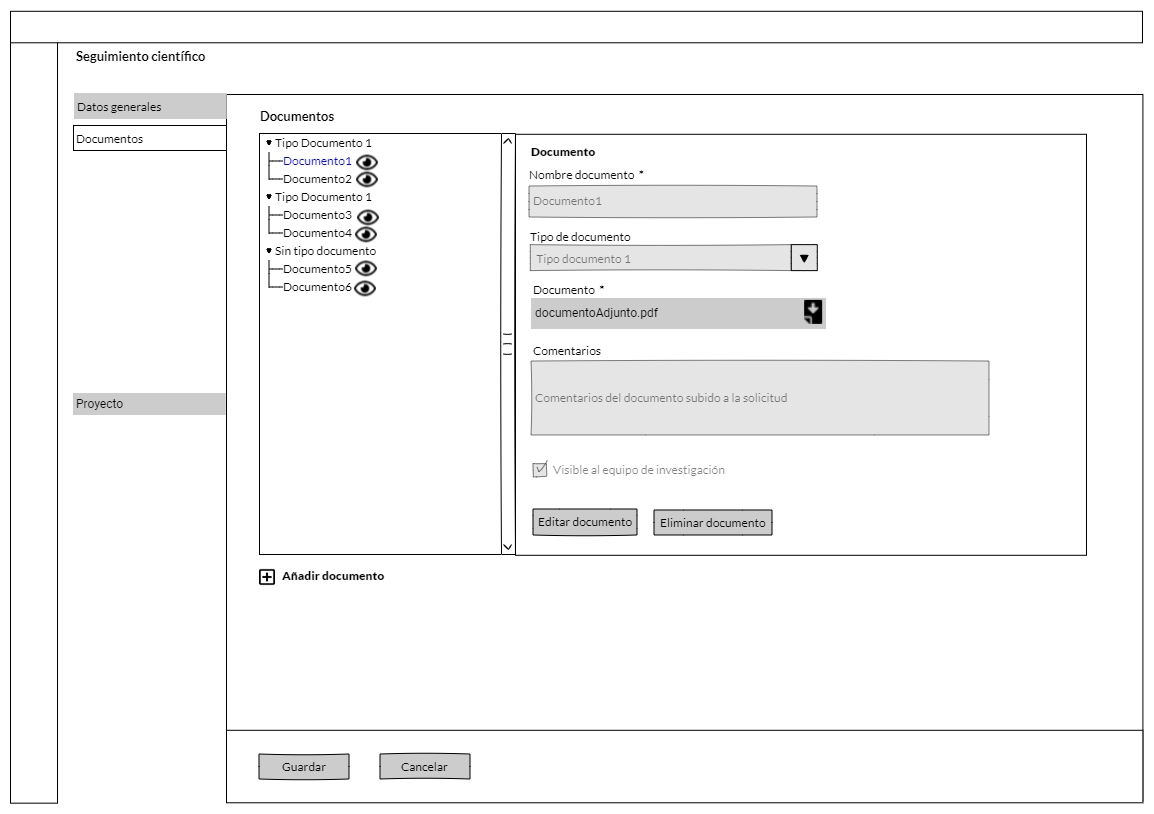 Seguimiento científico
Datos generales
Documentos
Proyecto
Documentos
Tipo Documento 1
Documento1
Documento2
Tipo Documento 1
Documento3
Documento4
Sin tipo documento
Documento5
Documento6
Documento
Nombre documento *
Documento1
Tipo de documento
Tipo documento 1
Documento *
documentoAdjunto.pdf
Comentarios
Comentarios del documento subido a la solicitud
Visible al equipo de investigación
Editar documento
Eliminar documento
Añadir documento
Guardar
Cancelar